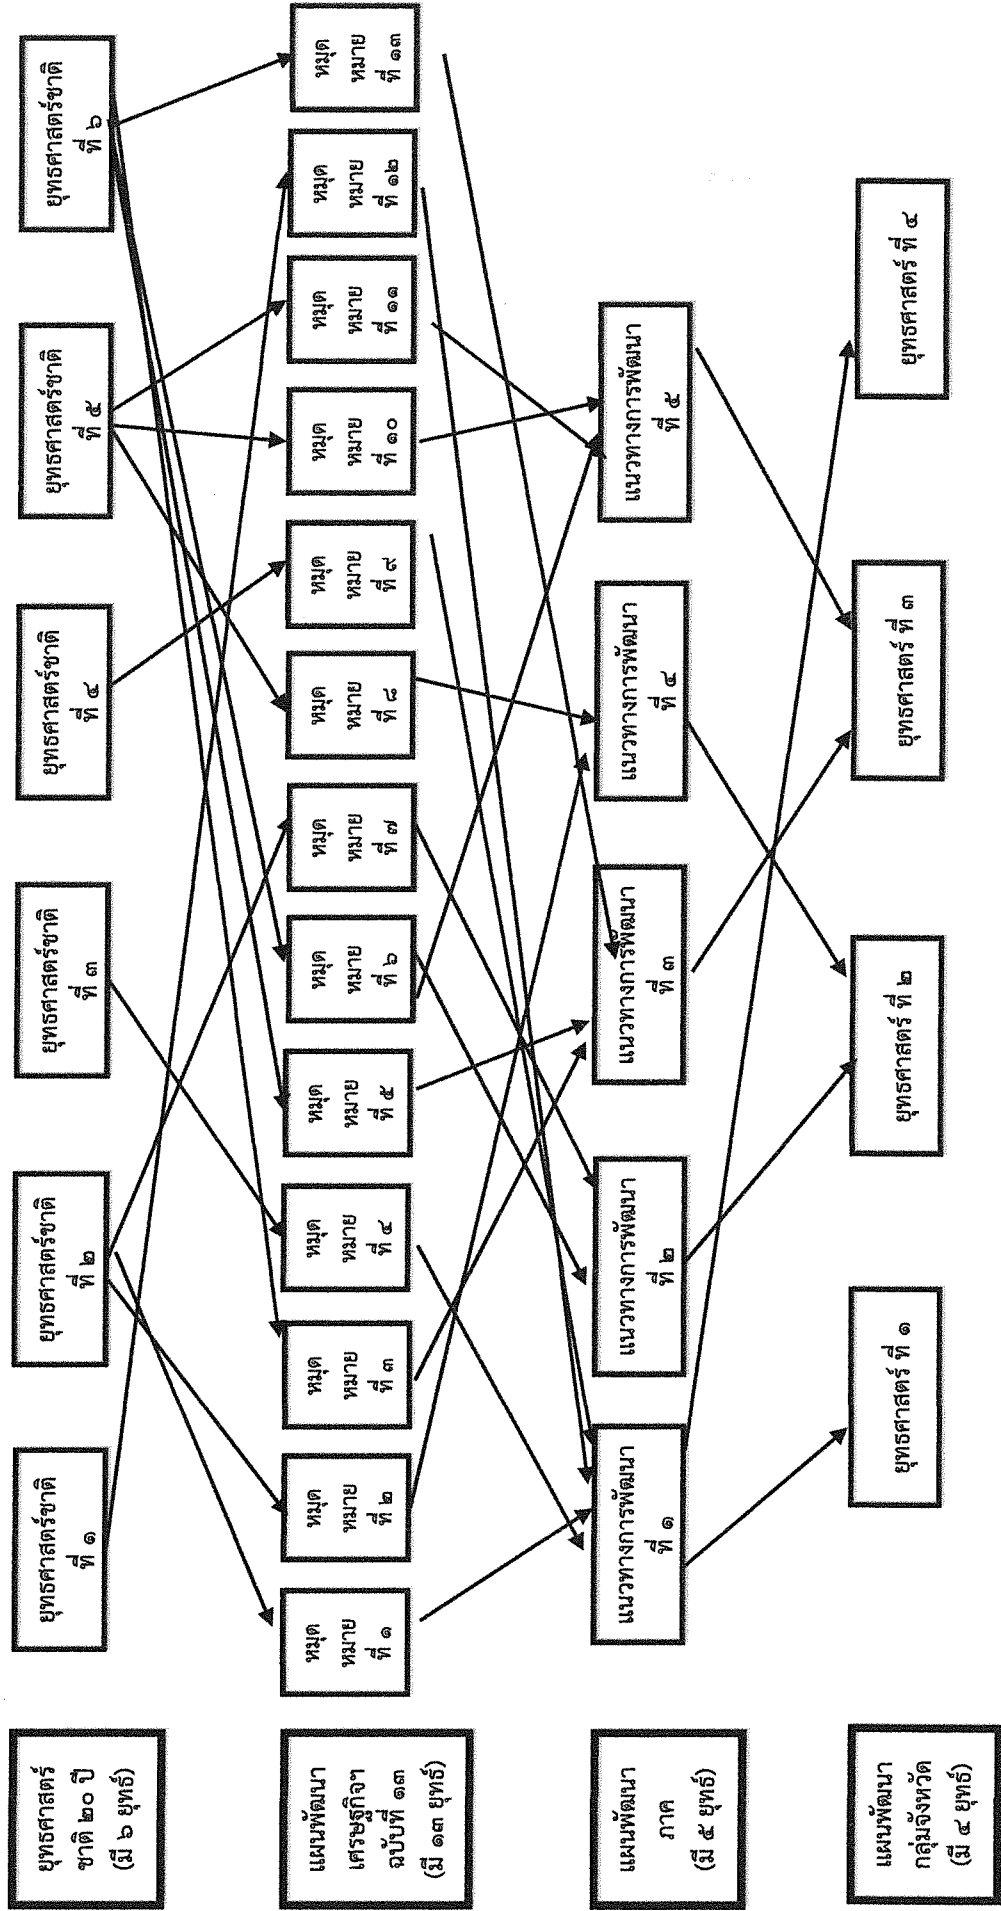 ยุทธศาสตร์
ชาติ ๒๐ ปี
(มี ๖ ยุทธ์)
ยุทธศาสตร์ชาติ
ที่ ๑
ยุทธศาสตร์ชาติ
ที่ ๒
ยุทธศาสตร์ชาติ
ที่ ๓
ยุทธศาสตร์ชาติ
ที่ ๔
ยุทธศาสตร์ชาติ
ที่ ๕
ยุทธศาสตร์ชาติ
ที่ ๖
แผนพัฒนา
เศรษฐกิจฯ
ฉบับที่ ๑๓
(มี ๑๓ ยุทธ์)
หมุด
หมาย
ที่ ๑
หมุด
หมาย
ที่ ๒
หมุด
หมาย
ที่ ๓
หมุด
หมาย
ที่ ๔
หมุด
หมาย
ที่ ๕
หมุด
หมาย
ที่ ๖
หมุด
หมาย
ที่ ๗
หมุด
หมาย
ที่ ๘
หมุด
หมาย
ที่ ๙
หมุด
หมาย
ที่ ๑๐
หมุด
หมาย
ที่ ๑๑
หมุด
หมาย
ที่ ๑๒
หมุด
หมาย
ที่ ๑๓
แผนพัฒนา
ภาค
(มี ๕ ยุทธ์)
แนวทางการพัฒนา
ที่ ๑
แนวทางการพัฒนา
ที่ ๒
แนวทางการพัฒนา
ที่ ๓
แนวทางการพัฒนา
ที่ ๔
แนวทางการพัฒนา
ที่ ๕
แผนพัฒนา
กลุ่มจังหวัด
(มี ๔ ยุทธ์)
ยุทธศาสตร์ ที่ ๑
ยุทธศาสตร์ ที่ ๒
ยุทธศาสตร์ ที่ ๓
ยุทธศาสตร์ ที่ ๔